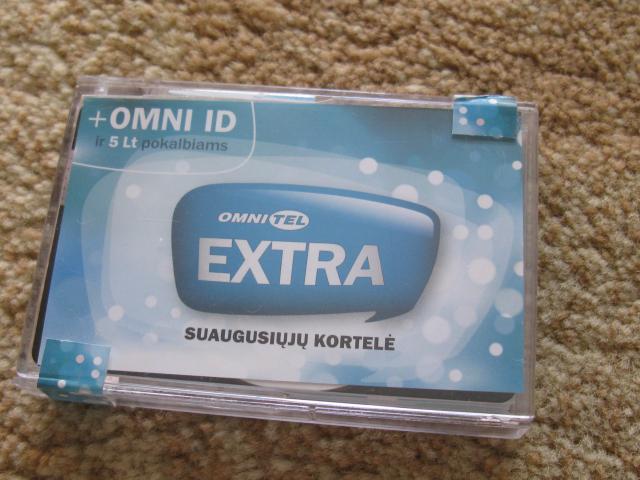 +OMNI ID
ir 5 Lt pokalbiams
OMNITEL
EXTRA
SUAUGUSIŲJŲ KORTELĖ